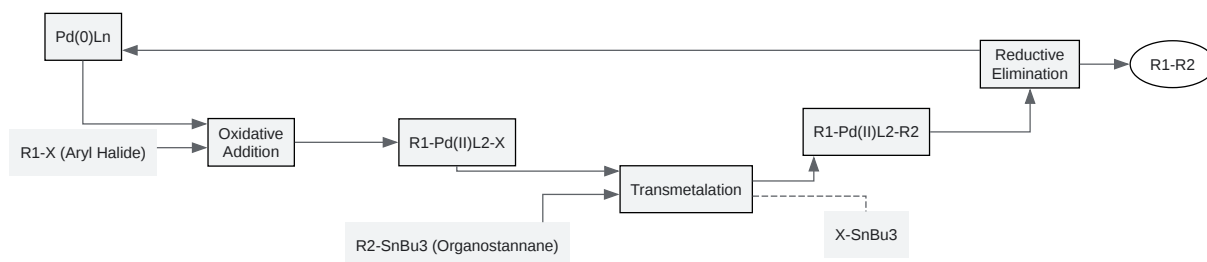 Pd(0)Ln
R1-X (Aryl Halide)
Oxidative
Addition
R1-Pd(II)L2-X
R2-SnBu3 (Organostannane)
Transmetalation
X-SnBu3
R1-Pd(II)L2-R2
Reductive
Elimination
R1-R2